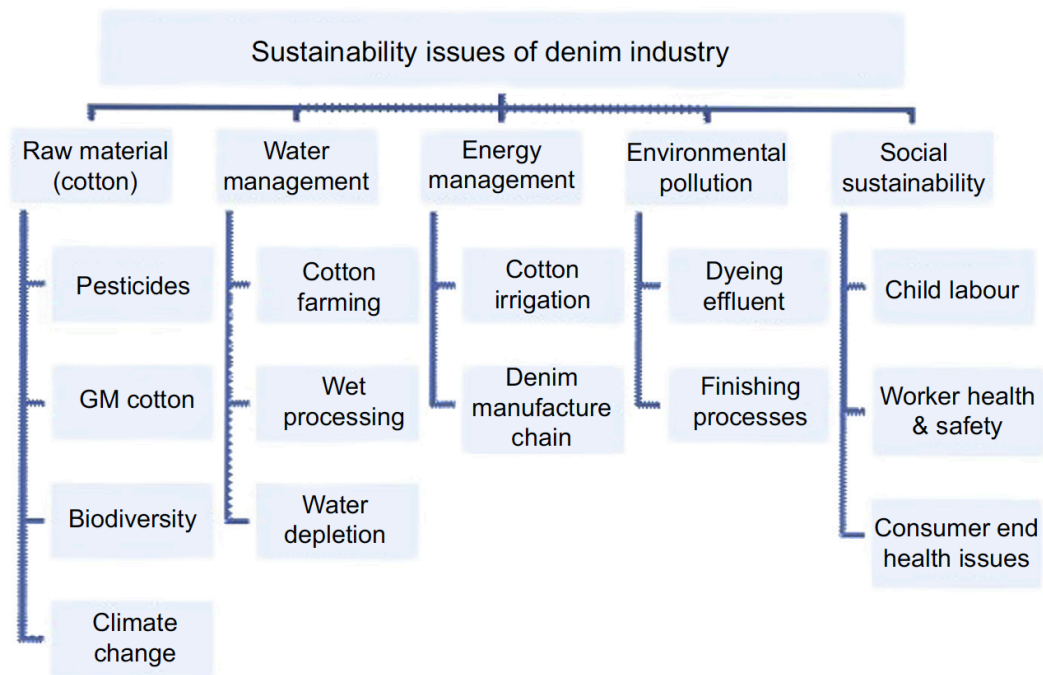 Sustainability issues of denim industry
Raw material
(cotton)
Pesticides
GM cotton
Biodiversity
Climate
change
Water
management
Cotton
farming
Wet
processing
Water
depletion
Energy
management
Cotton
irrigation
Denim
manufacture
chain
Environmental
pollution
Dyeing
effluent
Finishing
processes
Social
sustainability
Child labour
Worker health
& safety
Consumer end
health issues